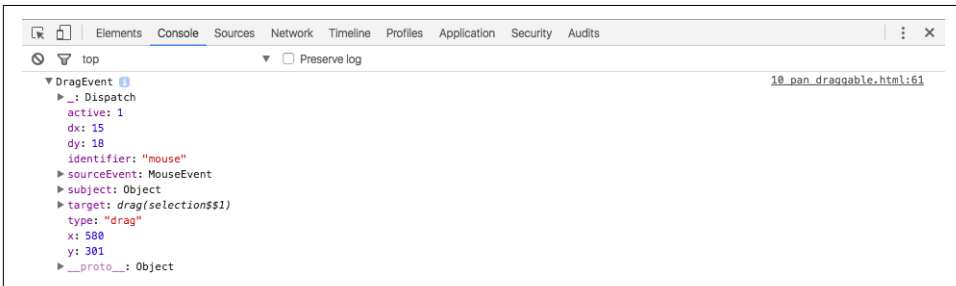 Elements Console Sources Network Timeline Profiles Application Security Audits
top Preserve log
DragEvent 10_pan_draggable.html:61
_: Dispatch
active: 1
dx: 15
dy: 18
identifier: "mouse"
sourceEvent: MouseEvent
subject: Object
target: drag(selection$$1)
type: "drag"
x: 580
y: 301
__proto__: Object